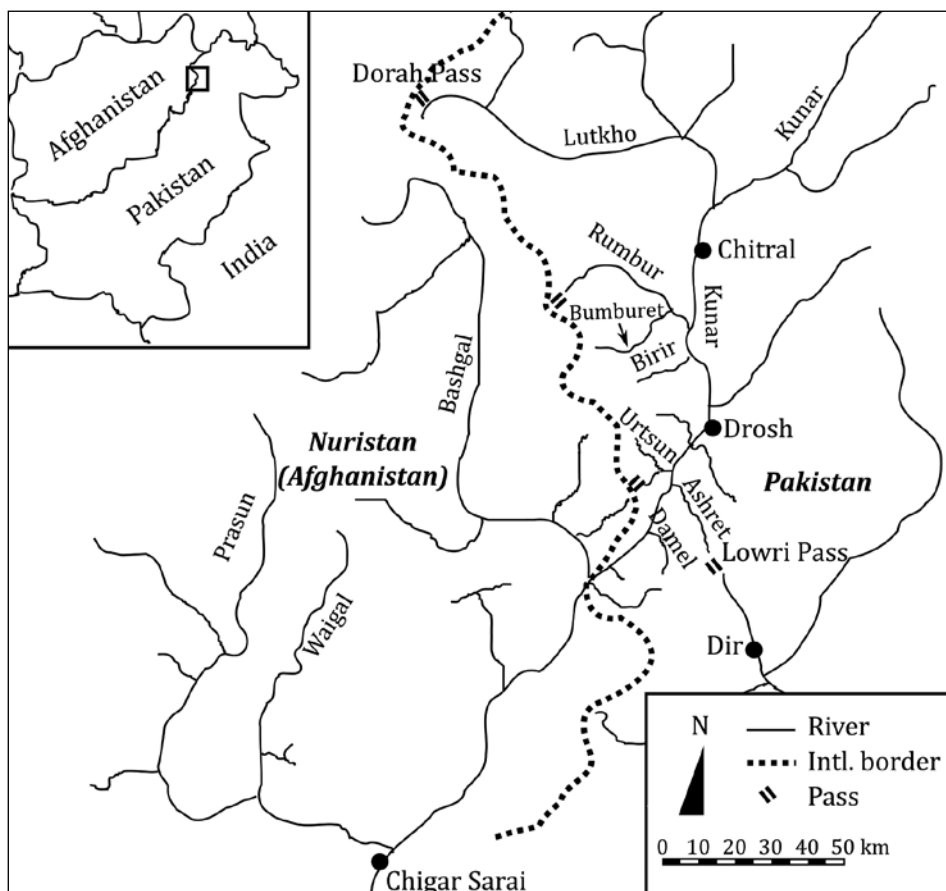 Afghanistan
Pakistan
India
Dorah Pass
Lutkho
Kunar
Chitral
Rumbur
Kunar
Bumburet
Birir
Bashgal
Drosh
Urtsun
Nuristan
(Afghanistan)
Pakistan
Ashret
Prasun
Damel
Lowri Pass
Waigal
Dir
N
River
Intl. border
Pass
0 10 20 30 40 50 km
Chigar Sarai